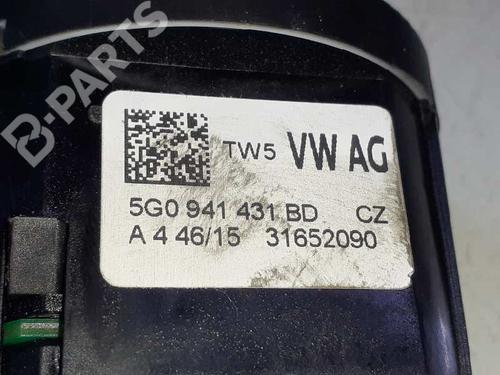 B-PARTS
TW5 VW AG
5G0 941 431 BD CZ
A 4 46/15 31652090